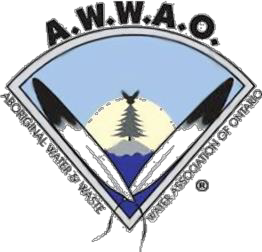 A.W.W.A.O.
ABORIGINAL WATER & WASTE
WATER ASSOCIATION OF ONTARIO
®